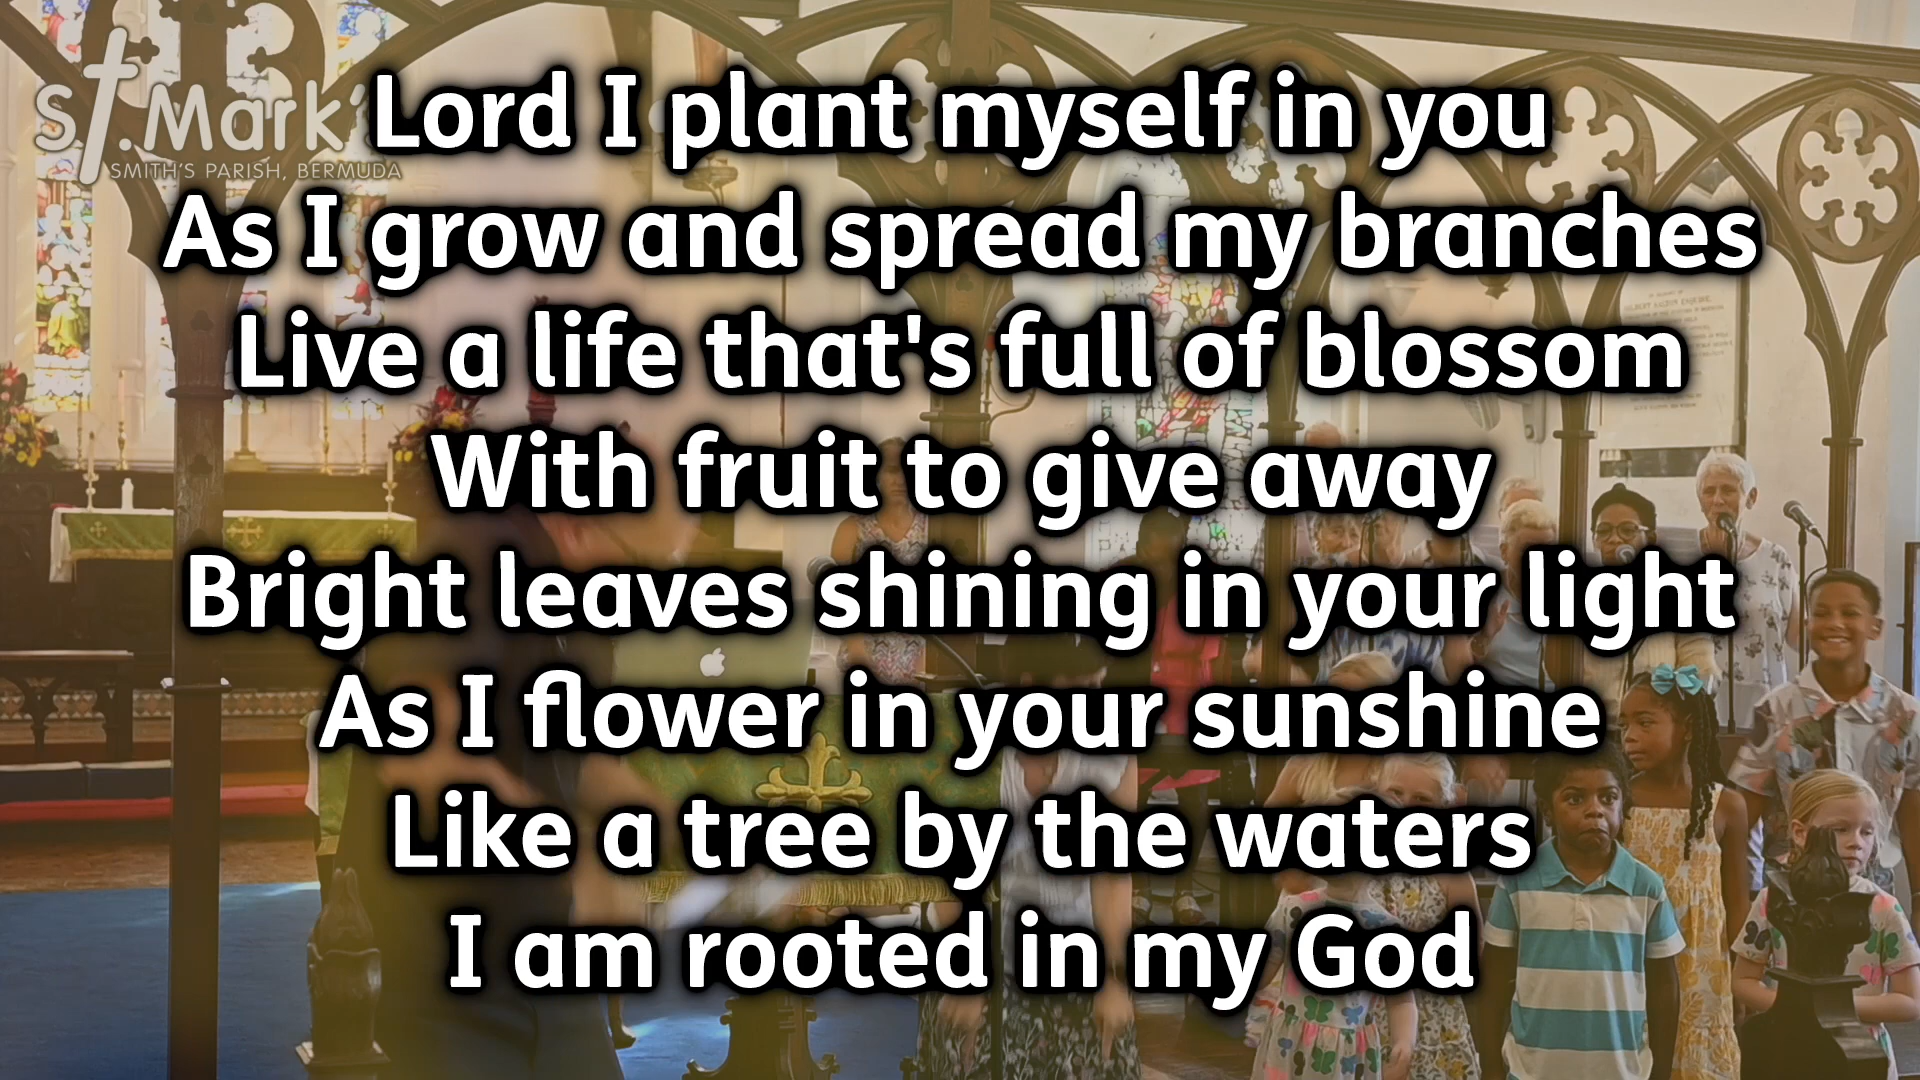 St. Mark's
SMITH'S PARISH, BERMUDA
Lord I plant myself in you
As I grow and spread my branches
Live a life that's full of blossom
With fruit to give away
Bright leaves shining in your light
As I flower in your sunshine
Like a tree by the waters
I am rooted in my God